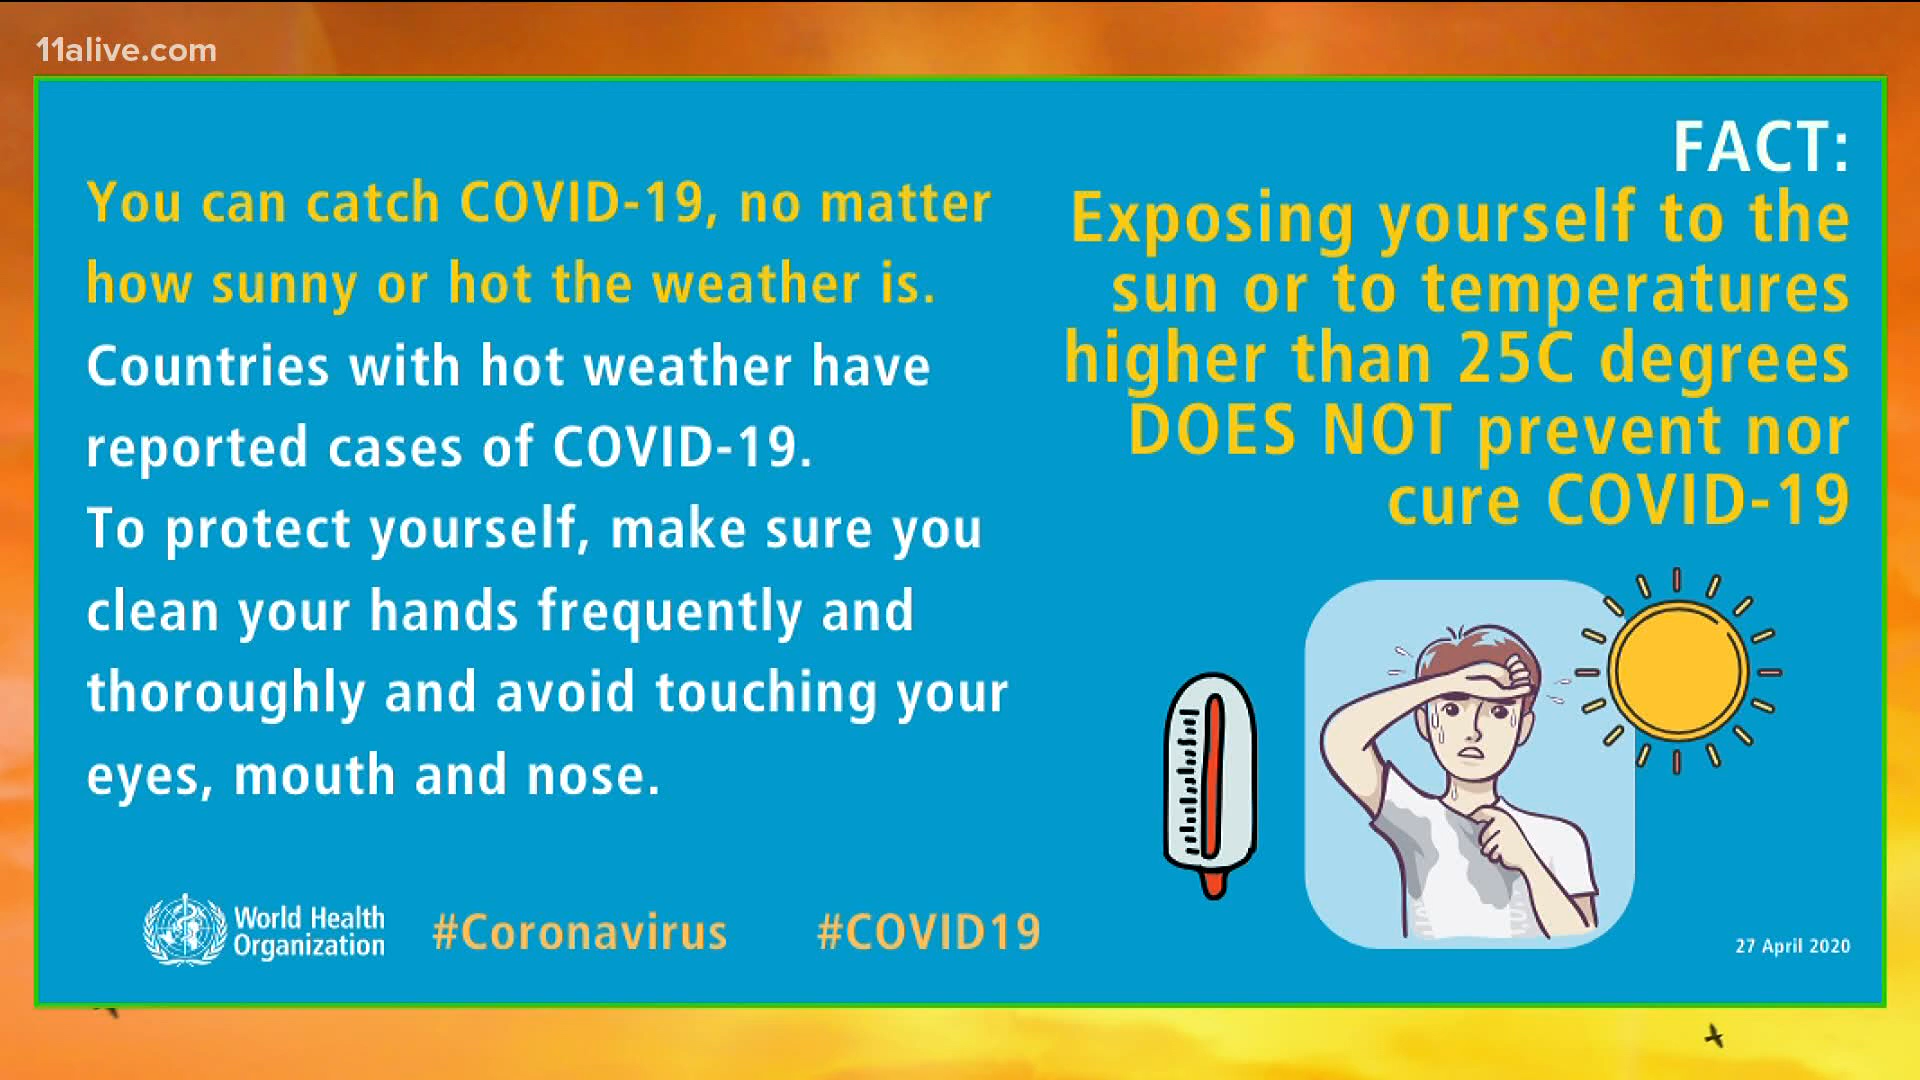 11alive.com
You can catch COVID-19, no matter
how sunny or hot the weather is.
Countries with hot weather have
reported cases of COVID-19.
To protect yourself, make sure you
clean your hands frequently and
thoroughly and avoid touching your
eyes, mouth and nose.
FACT:
Exposing yourself to the
sun or to temperatures
higher than 25C degrees
DOES NOT prevent nor
cure COVID-19
World Health
Organization
#Coronavirus
#COVID19
27 April 2020